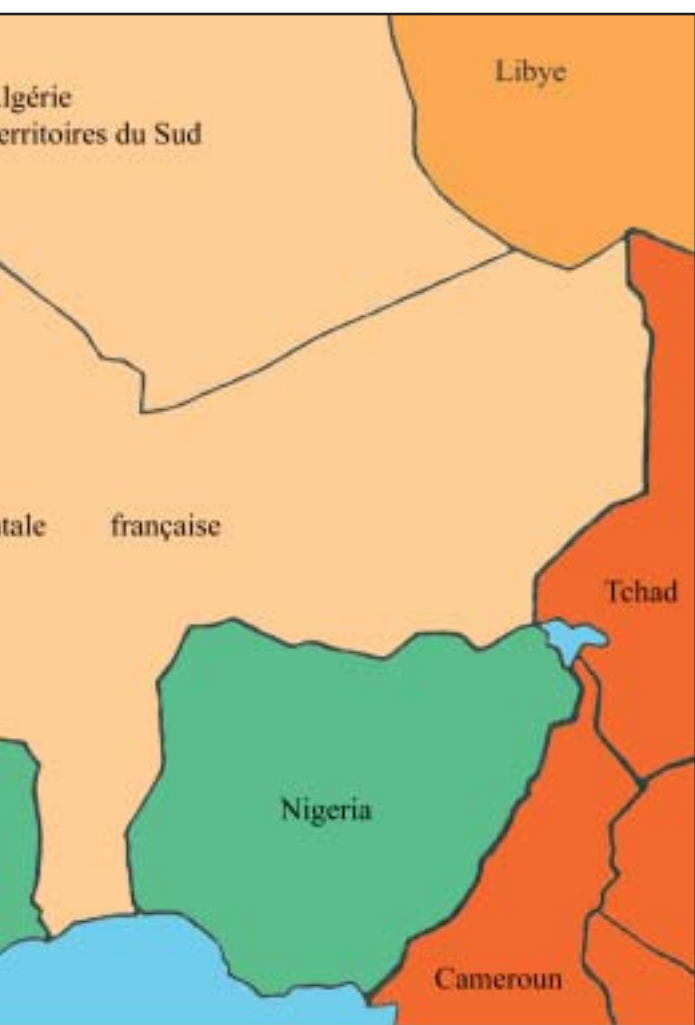 Libye
lgérie
erritoires du Sud
tale française
Tchad
Nigeria
Cameroun